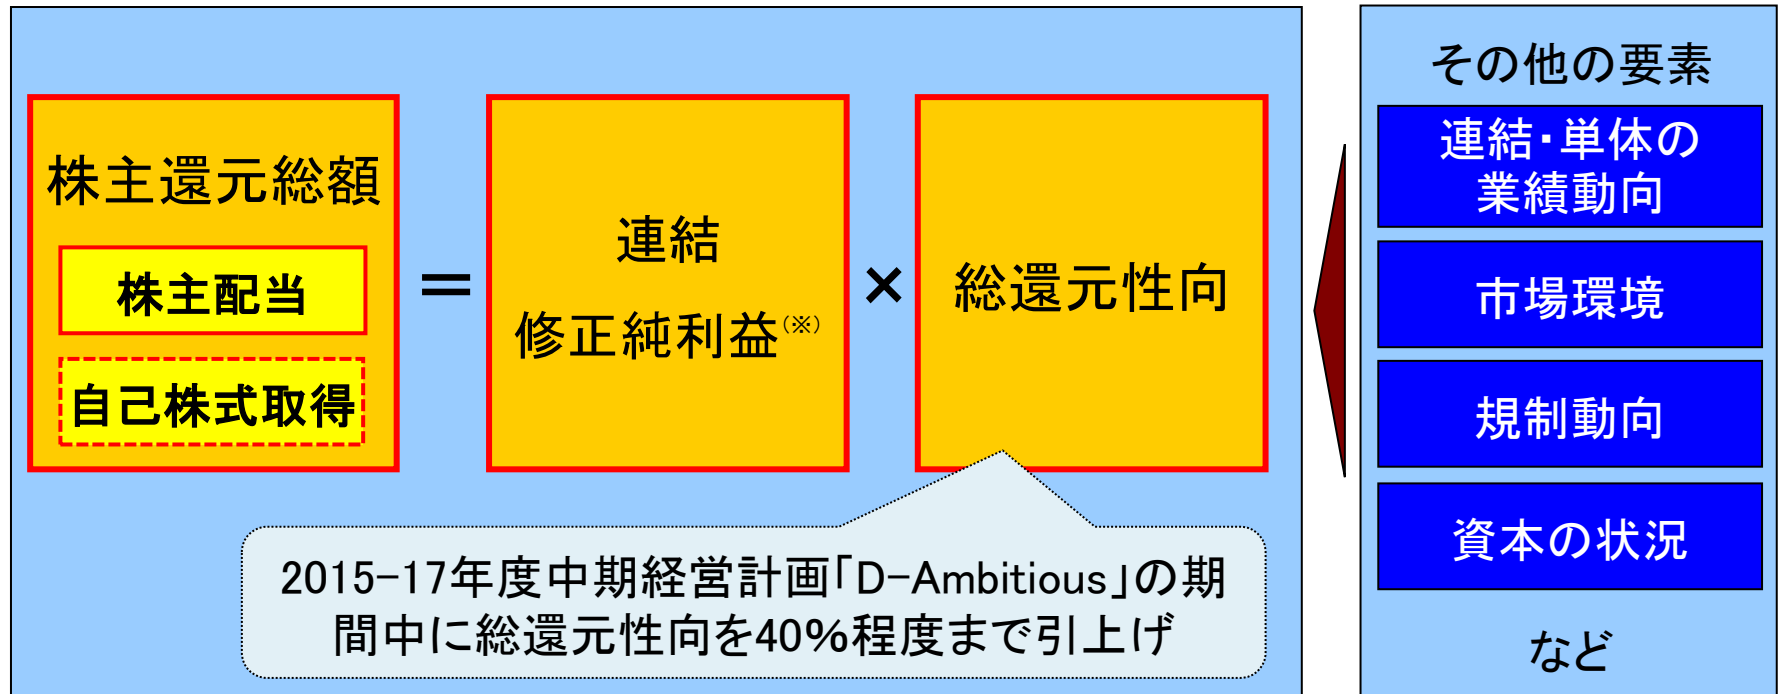 株主還元総額
株主配当
自己株式取得
＝
連結
修正純利益(※)
×
総還元性向
2015-17年度中期経営計画「D-Ambitious」の期
間中に総還元性向を40%程度まで引上げ
その他の要素
連結・単体の
業績動向
市場環境
規制動向
資本の状況
など